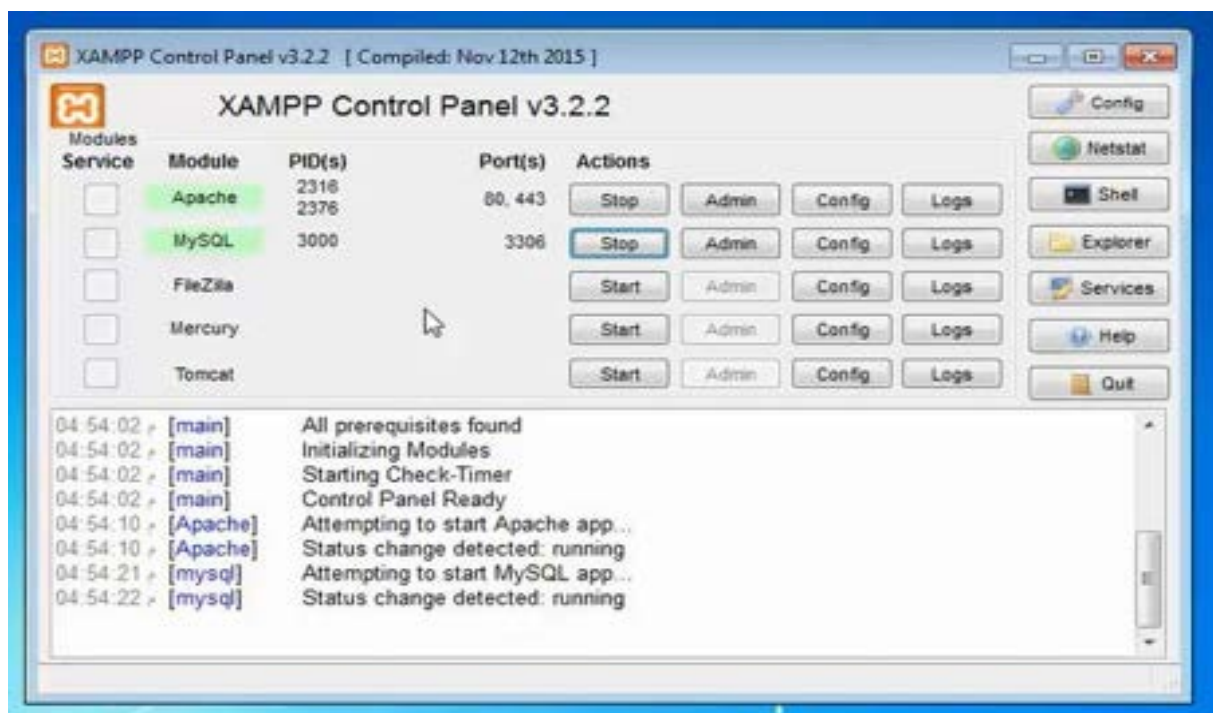 XAMPP Control Panel v3.2.2 [ Compiled: Nov 12th 2015 ]
XAMPP Control Panel v3.2.2
Config
Modules
Netstat
Service Module PID(s) Port(s) Actions
Apache 2316 2376 80, 443 Stop Admin Config Logs
Shell
MySQL 3000 3306 Stop Admin Config Logs
Explorer
FileZilla Start Admin Config Logs
Services
Mercury Start Admin Config Logs
Help
Tomcat Start Admin Config Logs
Quit
04:54:02 م [main] All prerequisites found
04:54:02 م [main] Initializing Modules
04:54:02 م [main] Starting Check-Timer
04:54:02 م [main] Control Panel Ready
04:54:10 م [Apache] Attempting to start Apache app...
04:54:10 م [Apache] Status change detected: running
04:54:21 م [mysql] Attempting to start MySQL app...
04:54:22 م [mysql] Status change detected: running